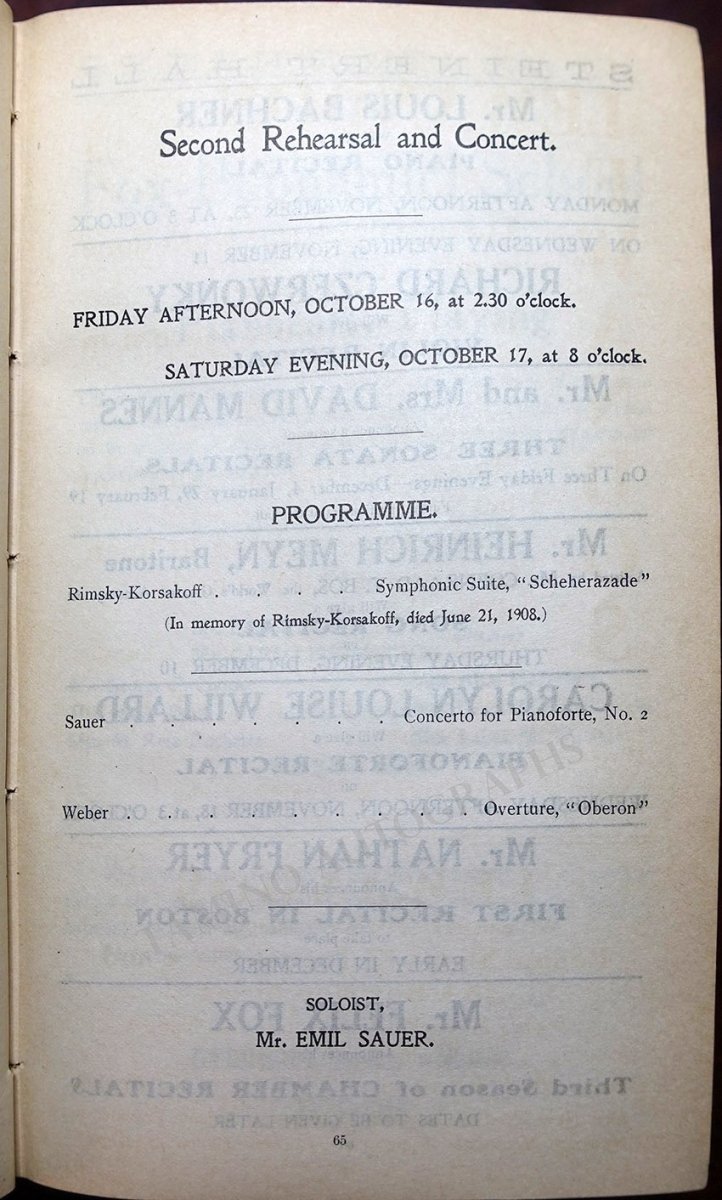 Second Rehearsal and Concert.
FRIDAY AFTERNOON, OCTOBER 16, at 2.30 o'clock.
SATURDAY EVENING, OCTOBER 17, at 8 o'clock.
PROGRAMME.
Rimsky-Korsakoff . . . . Symphonic Suite, "Scheherazade"
(In memory of Rimsky-Korsakoff, died June 21, 1908.)
Sauer . . . . . . . Concerto for Pianoforte, No. 2
Weber . . . . . . . . . Overture, "Oberon"
SOLOIST,
Mr. EMIL SAUER.
65